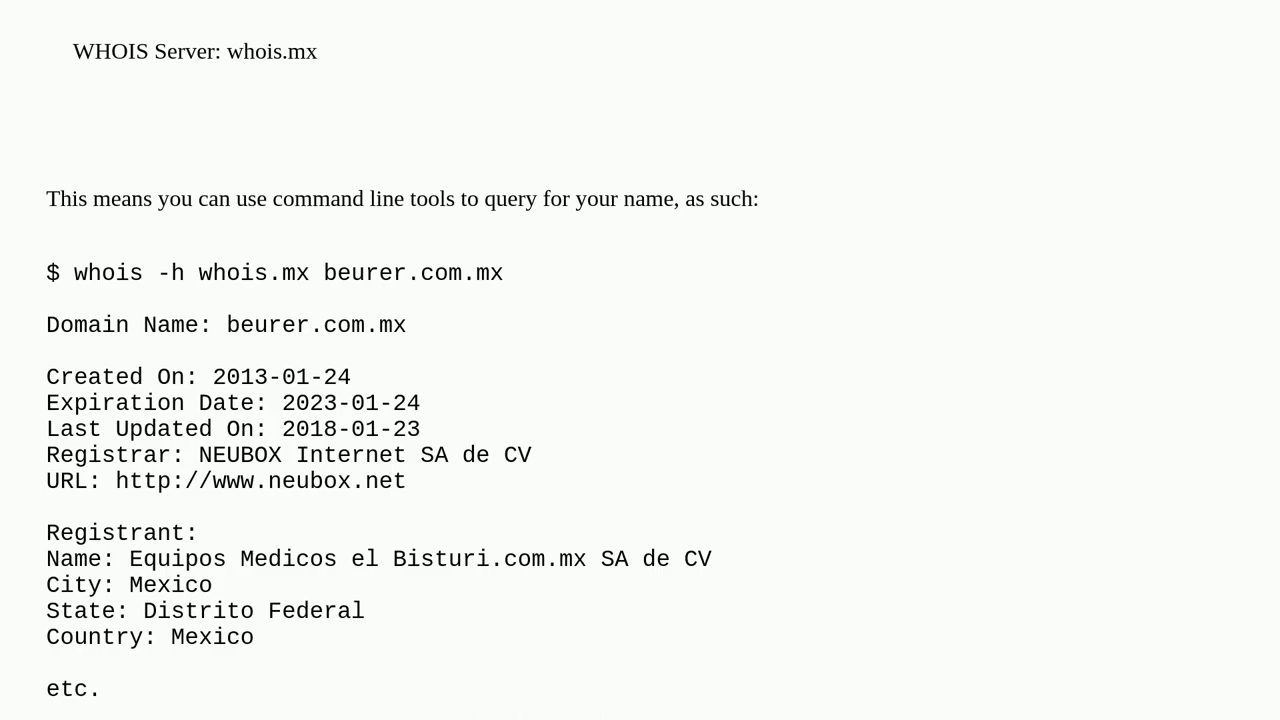 WHOIS Server: whois.mx
This means you can use command line tools to query for your name, as such:
$ whois -h whois.mx beurer.com.mx
Domain Name: beurer.com.mx
Created On: 2013-01-24
Expiration Date: 2023-01-24
Last Updated On: 2018-01-23
Registrar: NEUBOX Internet SA de CV
URL: http://www.neubox.net
Registrant:
Name: Equipos Medicos el Bisturi.com.mx SA de CV
City: Mexico
State: Distrito Federal
Country: Mexico
etc.